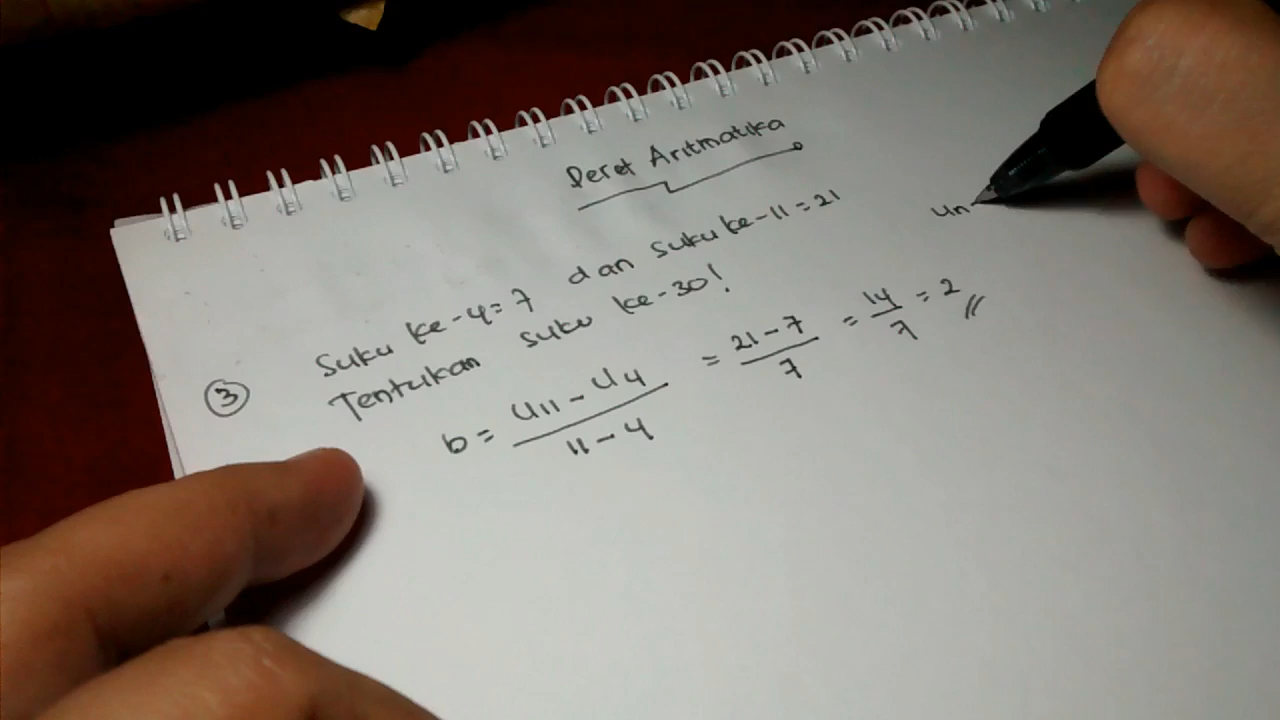 Deret Aritmatika
③ Suku ke-4=7 dan suku ke-11=21
Tentukan suku ke-30!
b = U11 - U4 / 11 - 4 = 21 - 7 / 7 = 14 / 7 = 2 //
Un